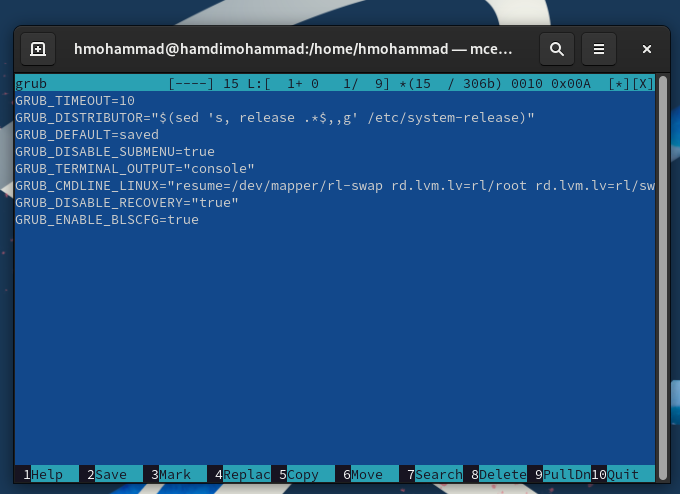 hmohammad@hamdimohammad:/home/hmohammad — mce...
grub [----] 15 L:[ 1+ 0 1/ 9] *(15 / 306b) 0010 0x00A [*][X]
GRUB_TIMEOUT=10
GRUB_DISTRIBUTOR="$(sed 's, release .*$,,g' /etc/system-release)"
GRUB_DEFAULT=saved
GRUB_DISABLE_SUBMENU=true
GRUB_TERMINAL_OUTPUT="console"
GRUB_CMDLINE_LINUX="resume=/dev/mapper/rl-swap rd.lvm.lv=rl/root rd.lvm.lv=rl/sw
GRUB_DISABLE_RECOVERY="true"
GRUB_ENABLE_BLSCFG=true
1Help 2Save 3Mark 4Replac 5Copy 6Move 7Search 8Delete 9PullDn 10Quit